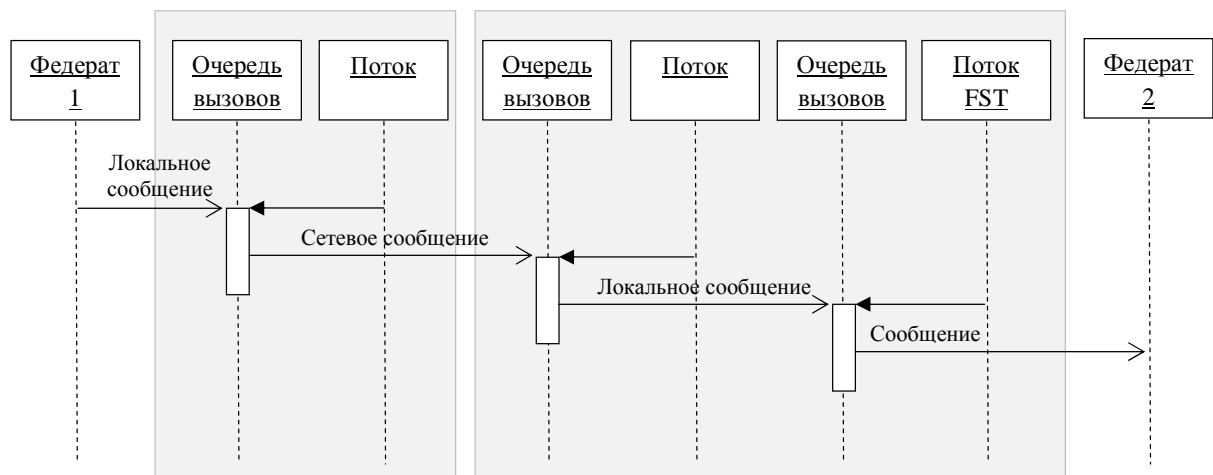 Федерат
1
Очередь
вызовов
Поток
Очередь
вызовов
Поток
Очередь
вызовов
Поток
FST
Федерат
2
Локальное
сообщение
Сетевое сообщение
Локальное сообщение
Сообщение